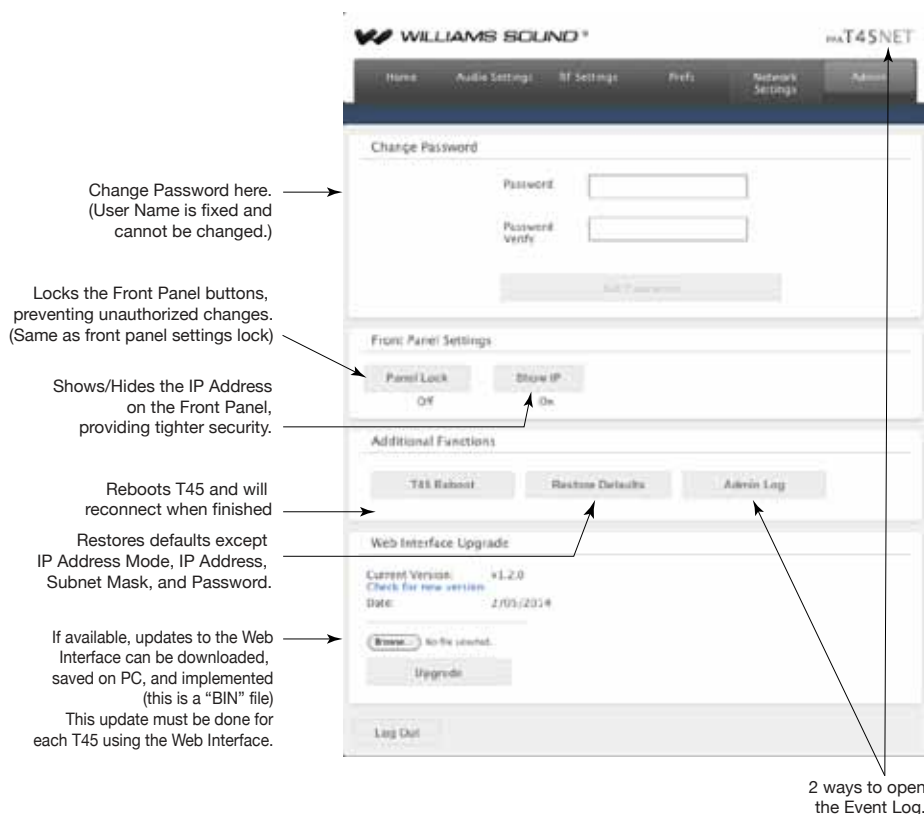 WILLIAMS SOUND®
PPA T45NET
Home Audio Settings RF Settings Prefs Network Settings Admin
Change Password
Change Password here.
(User Name is fixed and
cannot be changed.)
Password
Password
Verify
Locks the Front Panel buttons,
preventing unauthorized changes.
(Same as front panel settings lock)
Front Panel Settings
Panel Lock Show IP
Off On
Shows/Hides the IP Address
on the Front Panel,
providing tighter security.
Additional Functions
T45 Reboot Restore Defaults Admin Log
Reboots T45 and will
reconnect when finished
Restores defaults except
IP Address Mode, IP Address,
Subnet Mask, and Password.
Web Interface Upgrade
Current Version: v1.2.0
Check for new version
Date: 2/05/2014
If available, updates to the Web
Interface can be downloaded,
saved on PC, and implemented
(this is a “BIN” file)
This update must be done for
each T45 using the Web Interface.
Browse... No file selected.
Upgrade
Log Out
2 ways to open
the Event Log.